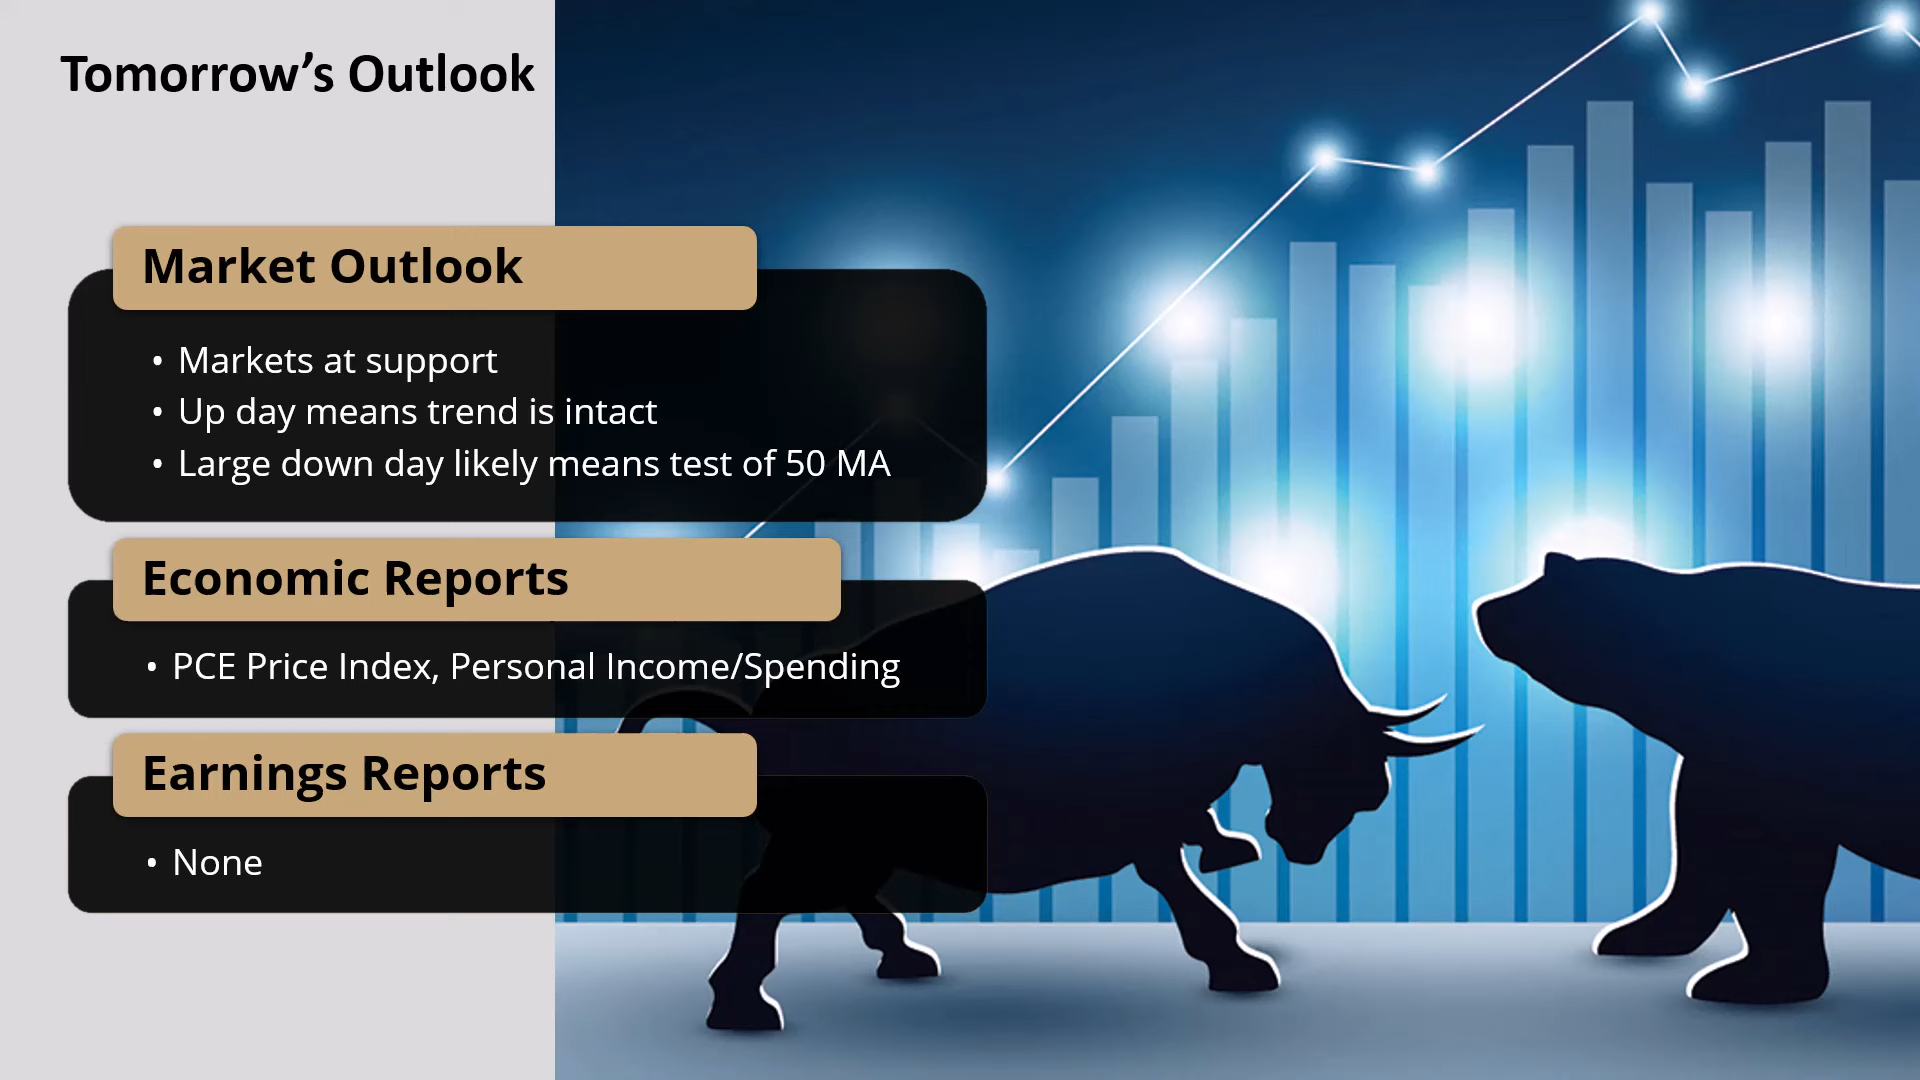 Tomorrow’s Outlook
Market Outlook
• Markets at support
• Up day means trend is intact
• Large down day likely means test of 50 MA
Economic Reports
• PCE Price Index, Personal Income/Spending
Earnings Reports
• None